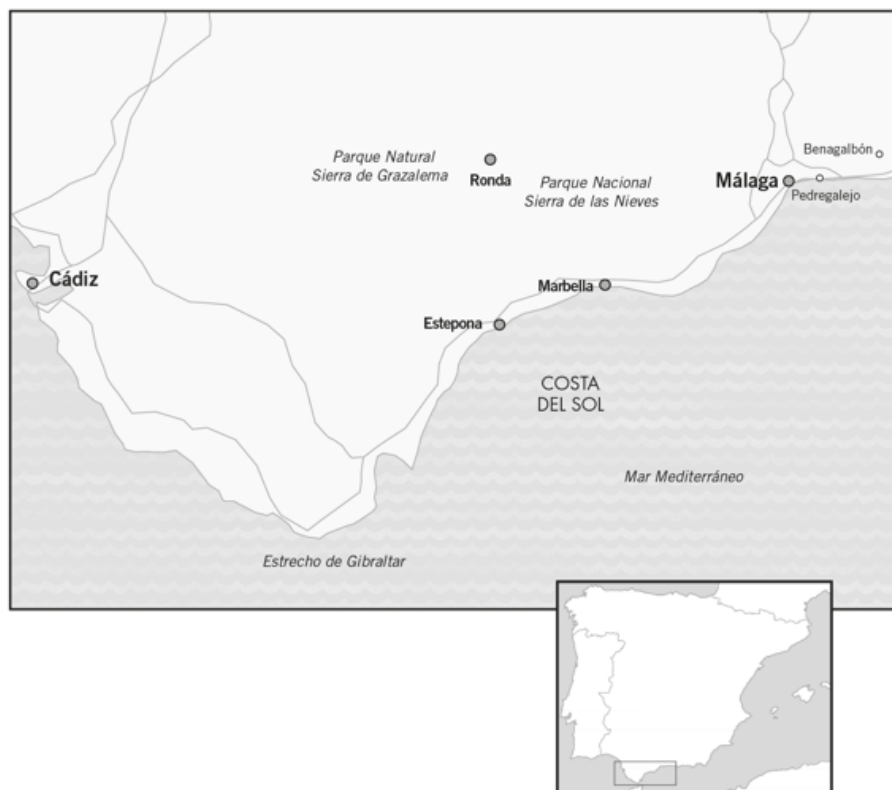 Parque Natural
Sierra de Grazalema
Ronda
Parque Nacional
Sierra de las Nieves
Málaga
Benagalbón
Pedregalejo
Cádiz
Marbella
Estepona
COSTA
DEL SOL
Mar Mediterráneo
Estrecho de Gibraltar